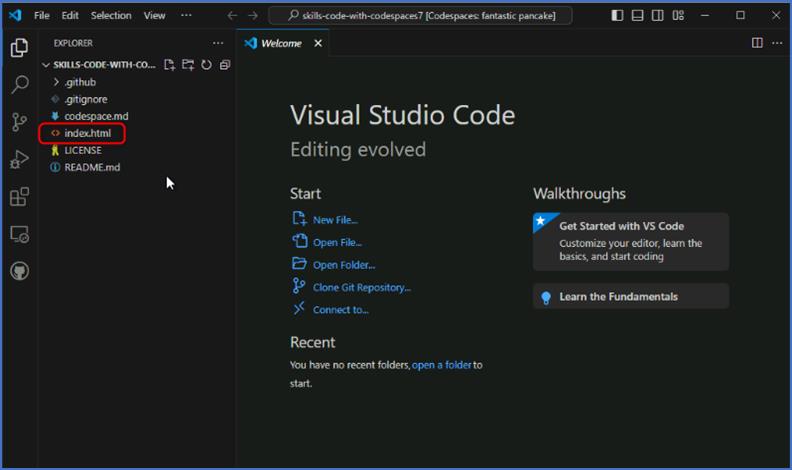 File Edit Selection View ···
skills-code-with-codespaces7 [Codespaces: fantastic pancake]
EXPLORER ···
SKILLS-CODE-WITH-CO...
.github
.gitignore
codespace.md
index.html
LICENSE
README.md
Welcome
Visual Studio Code
Editing evolved
Start
New File...
Open File...
Open Folder...
Clone Git Repository...
Connect to...
Recent
You have no recent folders, open a folder to
start.
Walkthroughs
Get Started with VS Code
Customize your editor, learn the
basics, and start coding
Learn the Fundamentals